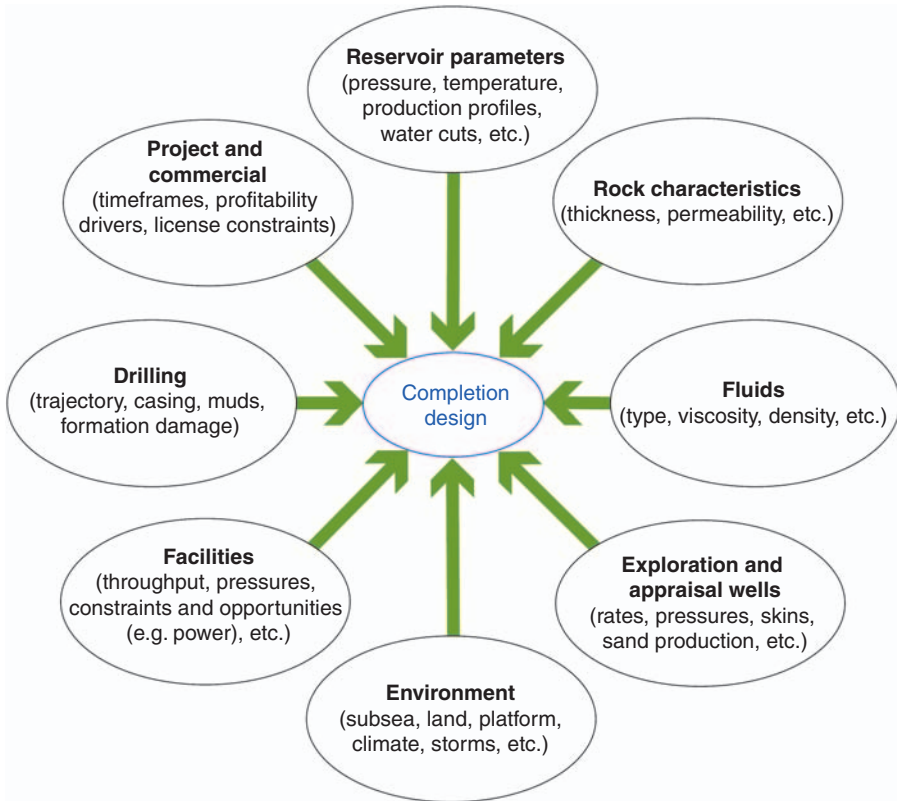 Reservoir parameters
(pressure, temperature,
production profiles,
water cuts, etc.)
Project and
commercial
(timeframes, profitability
drivers, license constraints)
Rock characteristics
(thickness, permeability, etc.)
Drilling
(trajectory, casing, muds,
formation damage)
Completion
design
Fluids
(type, viscosity, density, etc.)
Facilities
(throughput, pressures,
constraints and opportunities
(e.g. power), etc.)
Exploration and
appraisal wells
(rates, pressures, skins,
sand production, etc.)
Environment
(subsea, land, platform,
climate, storms, etc.)